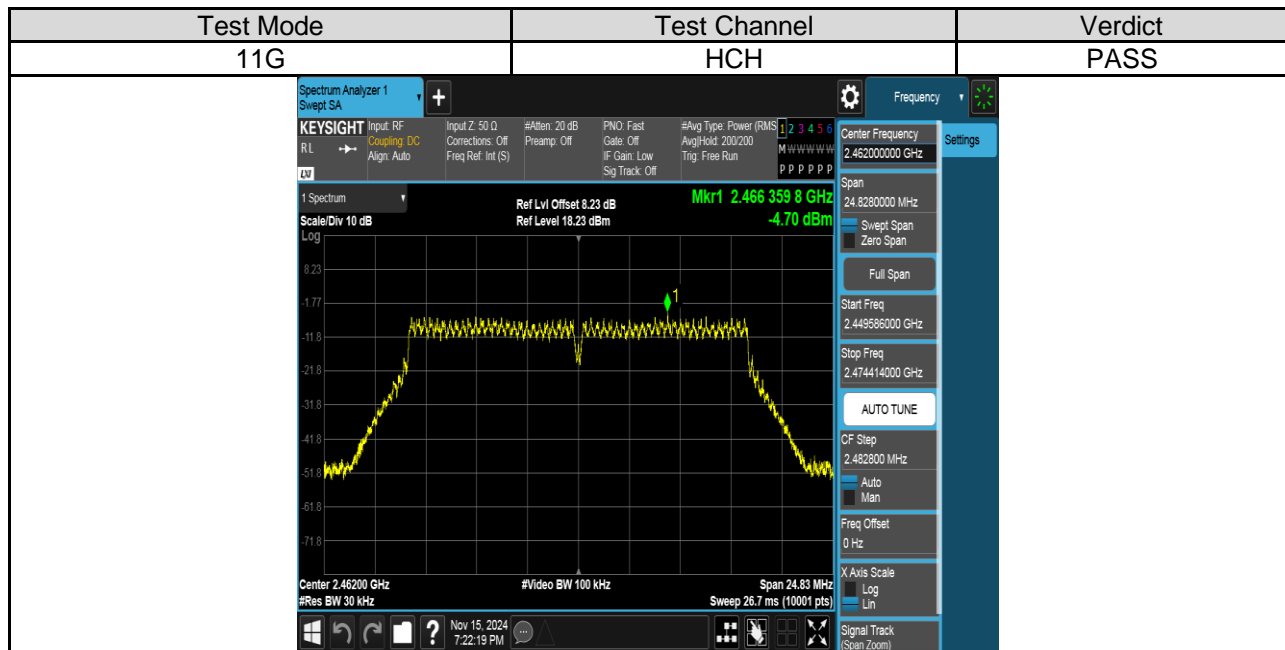 Test Mode Test Channel Verdict
11G HCH PASS
Spectrum Analyzer 1
Swept SA
+
Frequency
KEYSIGHT
RL
LXI
Input: RF
Coupling: DC
Align: Auto
Input Z: 50 Ω
Corrections: Off
Freq Ref: Int (S)
#Atten: 20 dB
Preamp: Off
PNO: Fast
Gate: Off
IF Gain: Low
Sig Track: Off
#Avg Type: Power (RMS
Avg|Hold: 200/200
Trig: Free Run
1 2 3 4 5 6
M W W W W W
P P P P P P
1 Spectrum
Scale/Div 10 dB
Log
Ref Lvl Offset 8.23 dB
Ref Level 18.23 dBm
Mkr1 2.466 359 8 GHz
-4.70 dBm
8.23
-1.77
-11.8
-21.8
-31.8
-41.8
-51.8
-61.8
-71.8
1
Center 2.46200 GHz
#Res BW 30 kHz
#Video BW 100 kHz
Span 24.83 MHz
Sweep 26.7 ms (10001 pts)
Center Frequency
2.462000000 GHz
Settings
Span
24.8280000 MHz
Swept Span
Zero Span
Full Span
Start Freq
2.449586000 GHz
Stop Freq
2.474414000 GHz
AUTO TUNE
CF Step
2.482800 MHz
Auto
Man
Freq Offset
0 Hz
X Axis Scale
Log
Lin
Signal Track
(Span Zoom)
?
Nov 15, 2024
7:22:19 PM